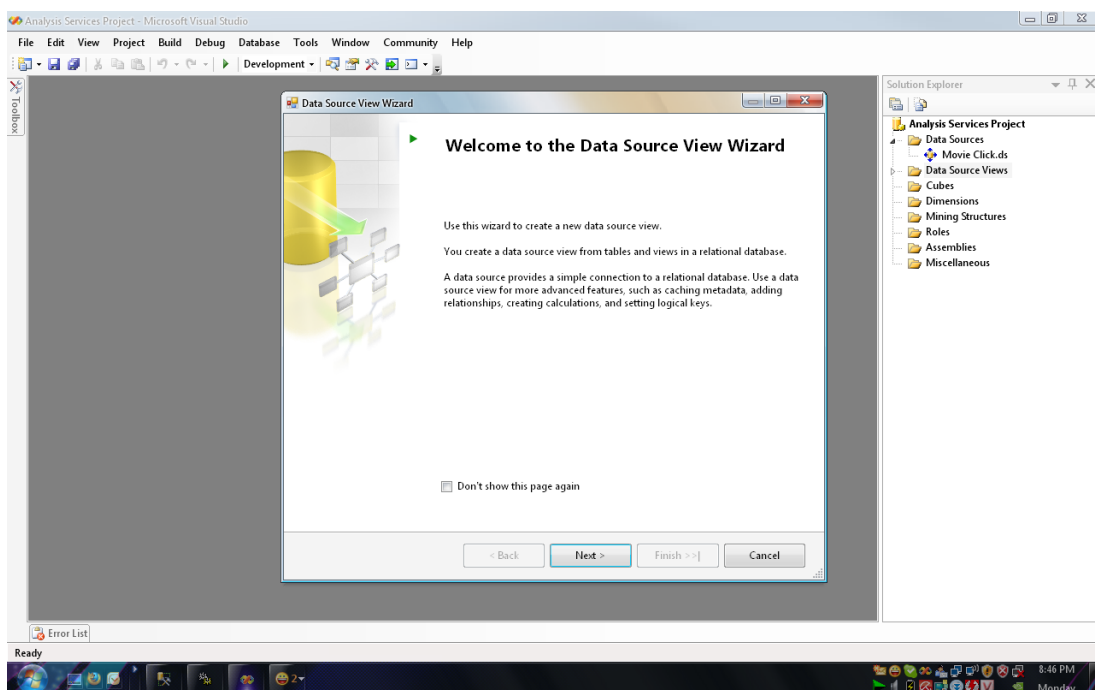 Analysis Services Project - Microsoft Visual Studio
File Edit View Project Build Debug Database Tools Window Community Help
Development
Toolbox
Data Source View Wizard
Welcome to the Data Source View Wizard
Use this wizard to create a new data source view.
You create a data source view from tables and views in a relational database.
A data source provides a simple connection to a relational database. Use a data
source view for more advanced features, such as caching metadata, adding
relationships, creating calculations, and setting logical keys.
Don't show this page again
< Back Next > Finish >>| Cancel
Solution Explorer
Analysis Services Project
Data Sources
Movie Click.ds
Data Source Views
Cubes
Dimensions
Mining Structures
Roles
Assemblies
Miscellaneous
Error List
Ready
2
8:46 PM
Monday